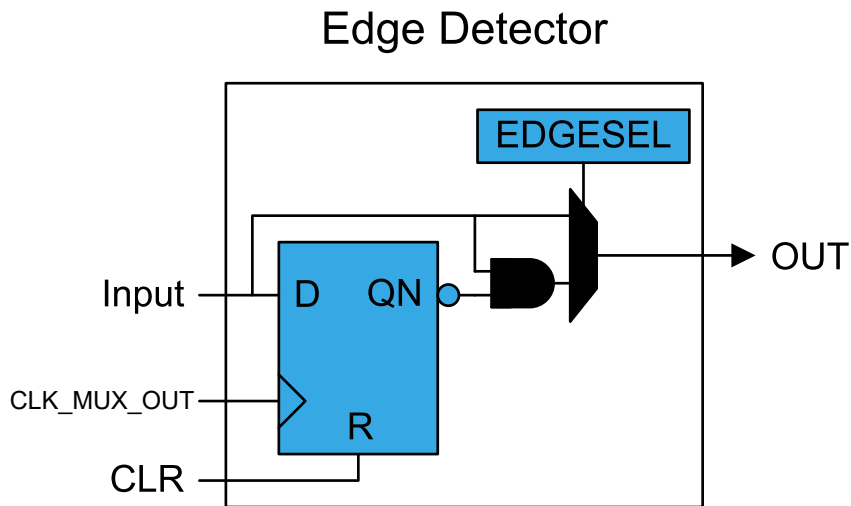 Edge Detector
EDGESEL
OUT
Input
D
QN
CLK_MUX_OUT
R
CLR